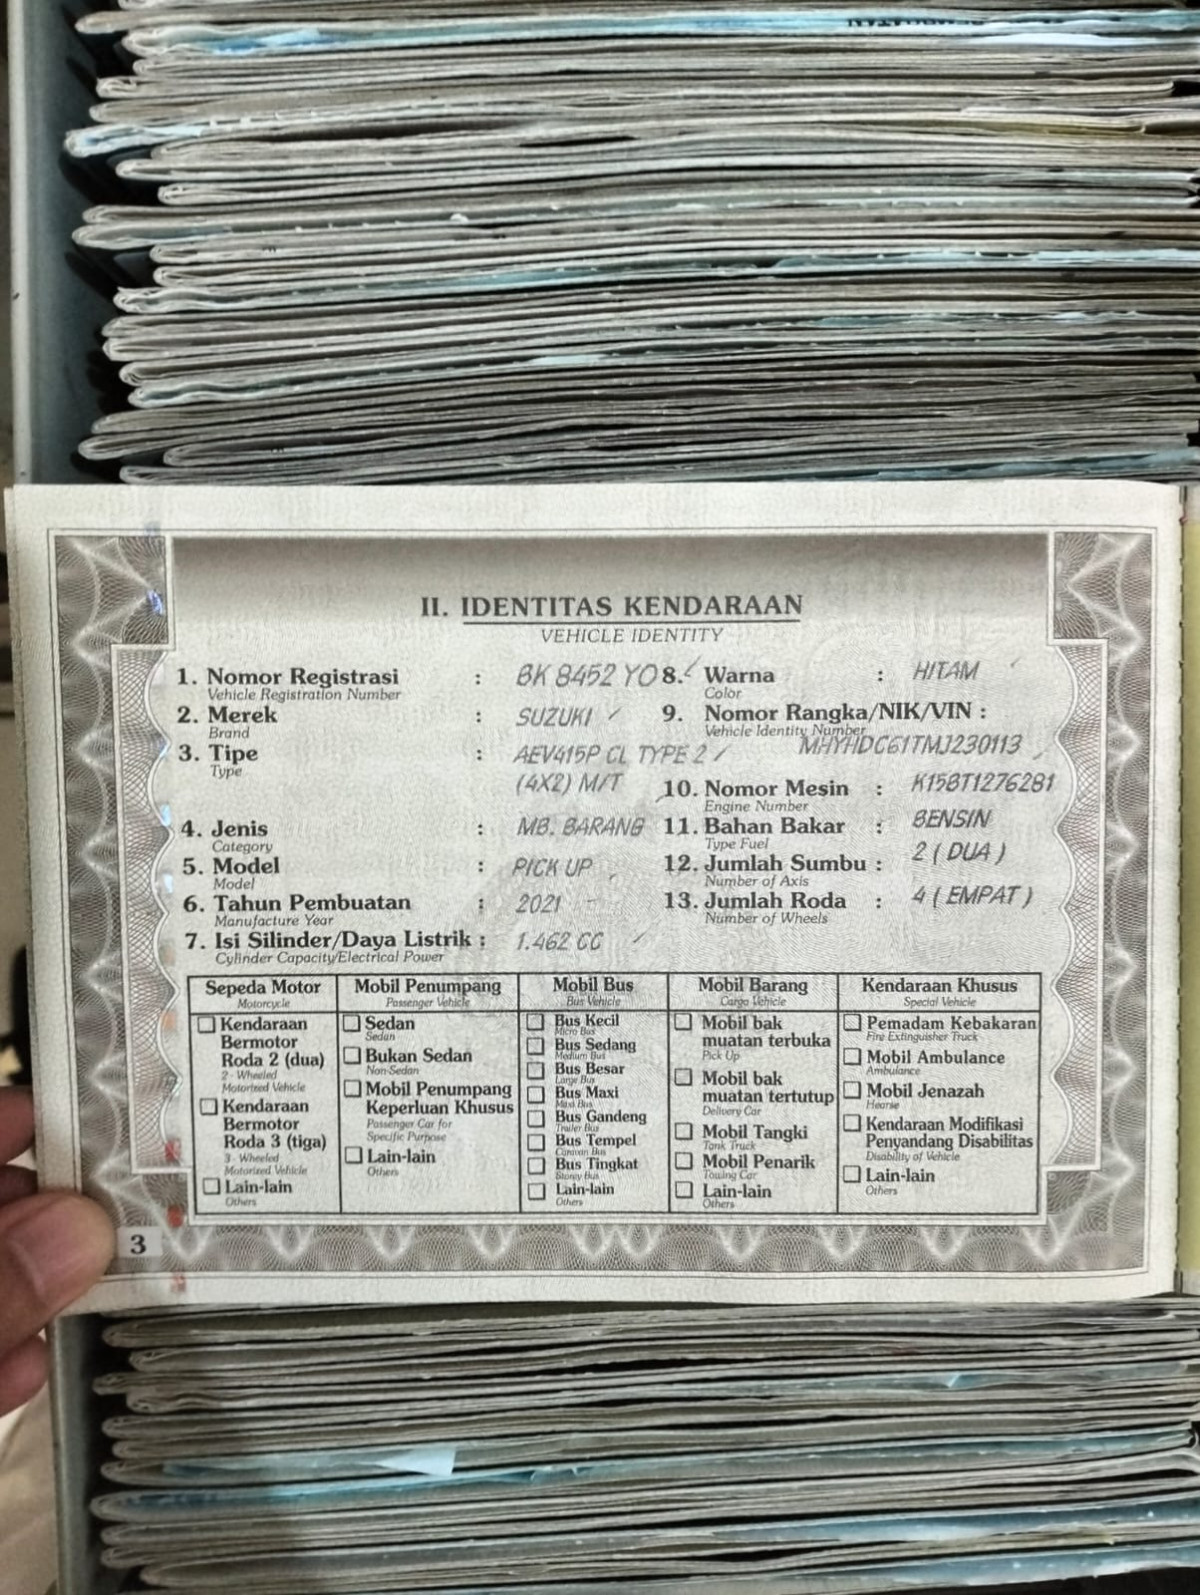 II. IDENTITAS KENDARAAN
VEHICLE IDENTITY
1. Nomor Registrasi : BK 8452 YO
Vehicle Registration Number
2. Merek : SUZUKI
Brand
3. Tipe : AEV415P CL TYPE 2
Type
(4X2) M/T
4. Jenis : MB. BARANG
Category
5. Model : PICK UP
Model
6. Tahun Pembuatan : 2021
Manufacture Year
7. Isi Silinder/Daya Listrik : 1.462 CC
Cylinder Capacity/Electrical Power
8. Warna : HITAM
Color
9. Nomor Rangka/NIK/VIN :
Vehicle Identity Number
MHYHDC61TMJ230113
10. Nomor Mesin : K15BT1276281
Engine Number
11. Bahan Bakar : BENSIN
Type Fuel
12. Jumlah Sumbu : 2 ( DUA )
Number of Axis
13. Jumlah Roda : 4 ( EMPAT )
Number of Wheels
Sepeda Motor
Motorcycle
Kendaraan
Bermotor
Roda 2 (dua)
2 - Wheeled
Motorized Vehicle
Kendaraan
Bermotor
Roda 3 (tiga)
3 - Wheeled
Motorized Vehicle
Lain-lain
Others
Mobil Penumpang
Passenger Vehicle
Sedan
Sedan
Bukan Sedan
Non-Sedan
Mobil Penumpang
Keperluan Khusus
Passenger Car for
Specific Purpose
Lain-lain
Others
Mobil Bus
Bus Vehicle
Bus Kecil
Micro Bus
Bus Sedang
Medium Bus
Bus Besar
Large Bus
Bus Maxi
Maxi Bus
Bus Gandeng
Trailer Bus
Bus Tempel
Caravan Bus
Bus Tingkat
Storey Bus
Lain-lain
Others
Mobil Barang
Cargo Vehicle
Mobil bak
muatan terbuka
Pick Up
Mobil bak
muatan tertutup
Delivery Car
Mobil Tangki
Tank Truck
Mobil Penarik
Towing Car
Lain-lain
Others
Kendaraan Khusus
Special Vehicle
Pemadam Kebakaran
Fire Extinguisher Truck
Mobil Ambulance
Ambulance
Mobil Jenazah
Hearse
Kendaraan Modifikasi
Penyandang Disabilitas
Disability of Vehicle
Lain-lain
Others
3